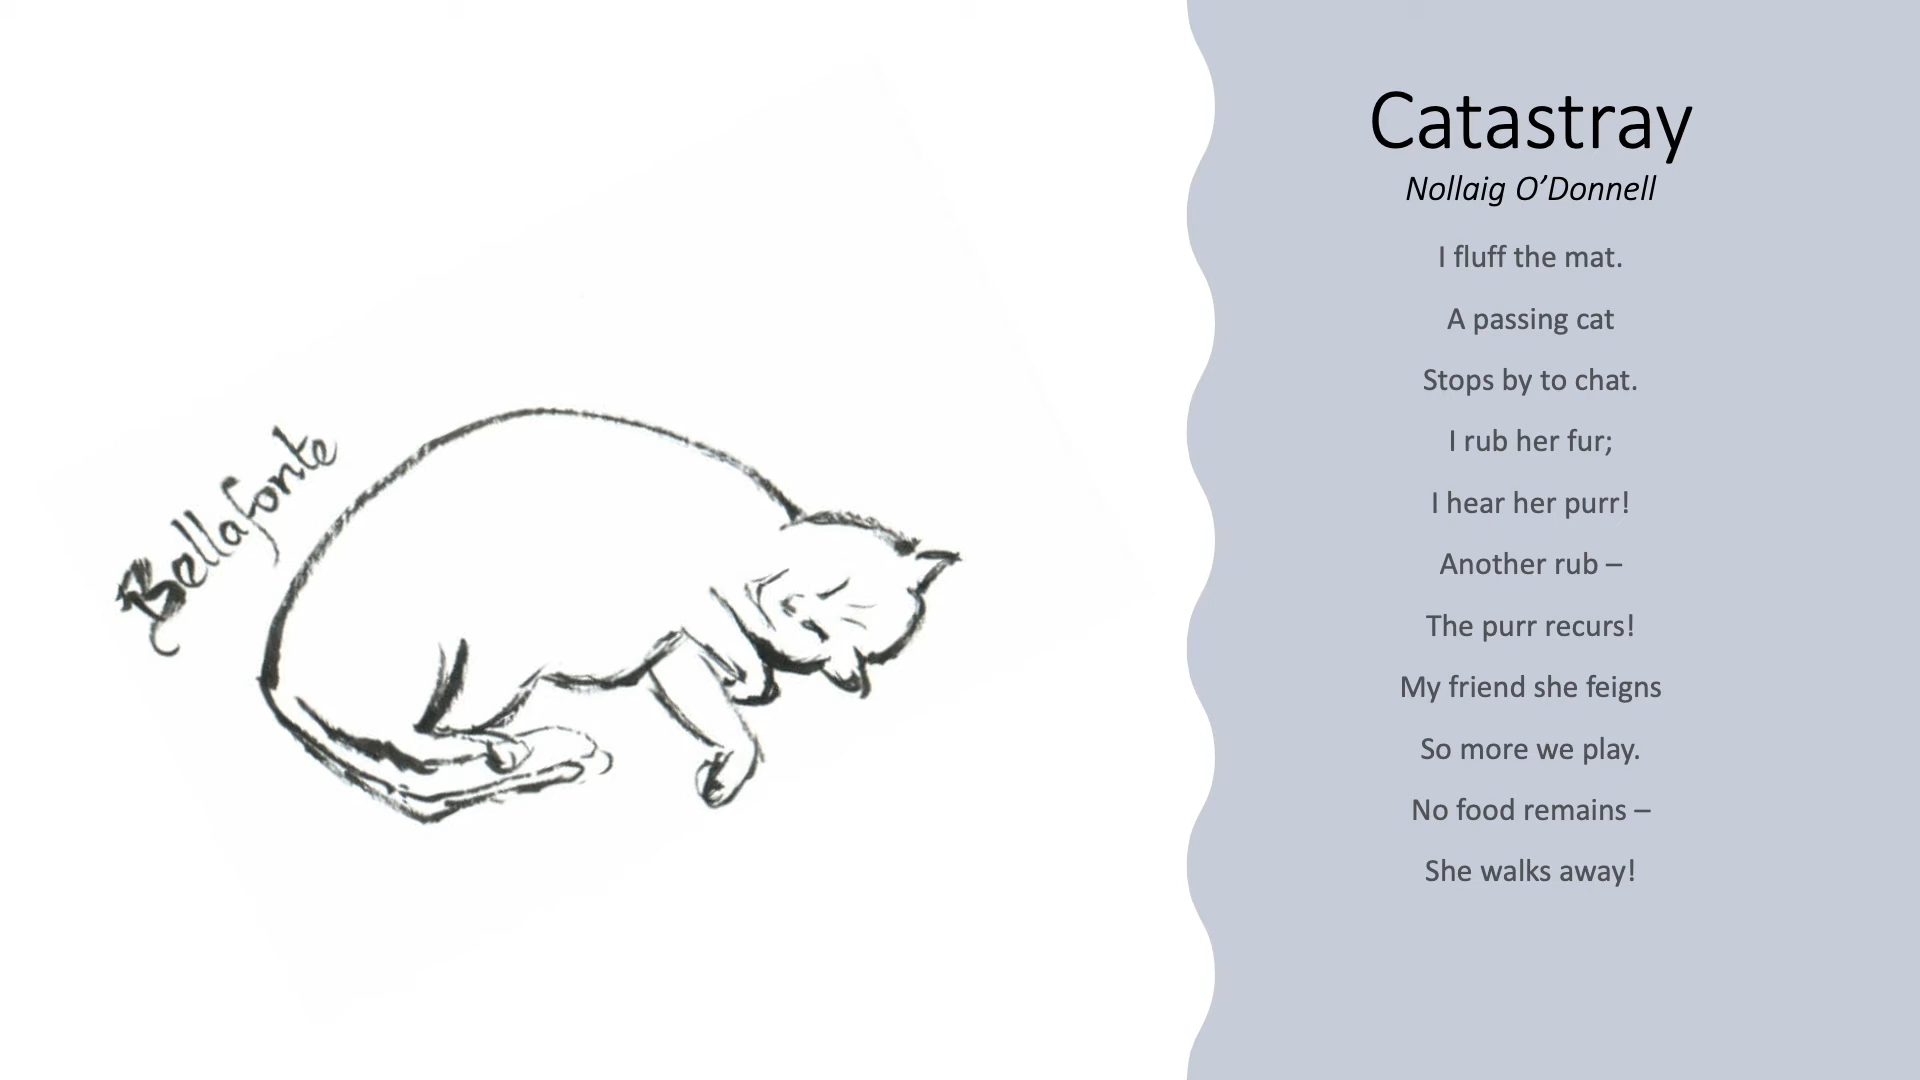 Bellafonte
Catastray
Nollaig O’Donnell
I fluff the mat.
A passing cat
Stops by to chat.
I rub her fur;
I hear her purr!
Another rub –
The purr recurs!
My friend she feigns
So more we play.
No food remains –
She walks away!